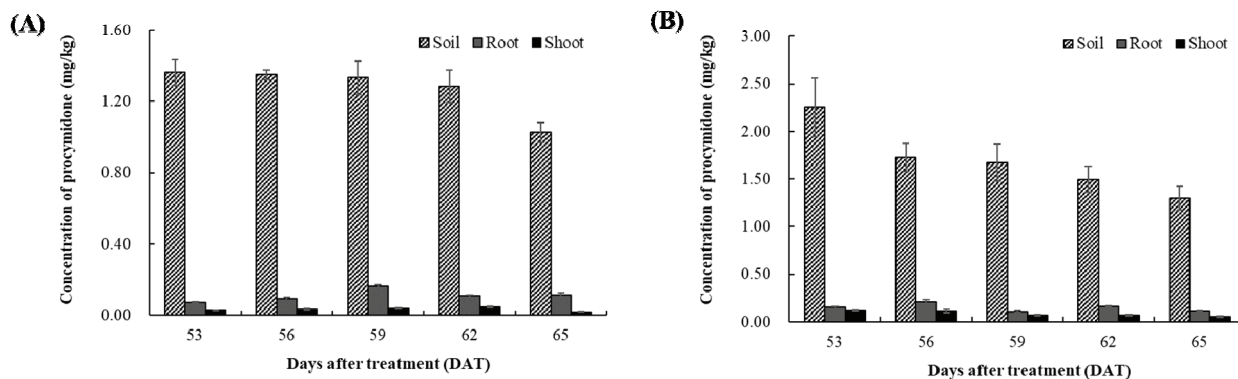 (A)
Concentration of procymidone (mg/kg)
1.60
1.20
0.80
0.40
0.00
Soil Root Shoot
53 56 59 62 65
Days after treatment (DAT)
(B)
Concentration of procymidone (mg/kg)
3.00
2.50
2.00
1.50
1.00
0.50
0.00
Soil Root Shoot
53 56 59 62 65
Days after treatment (DAT)